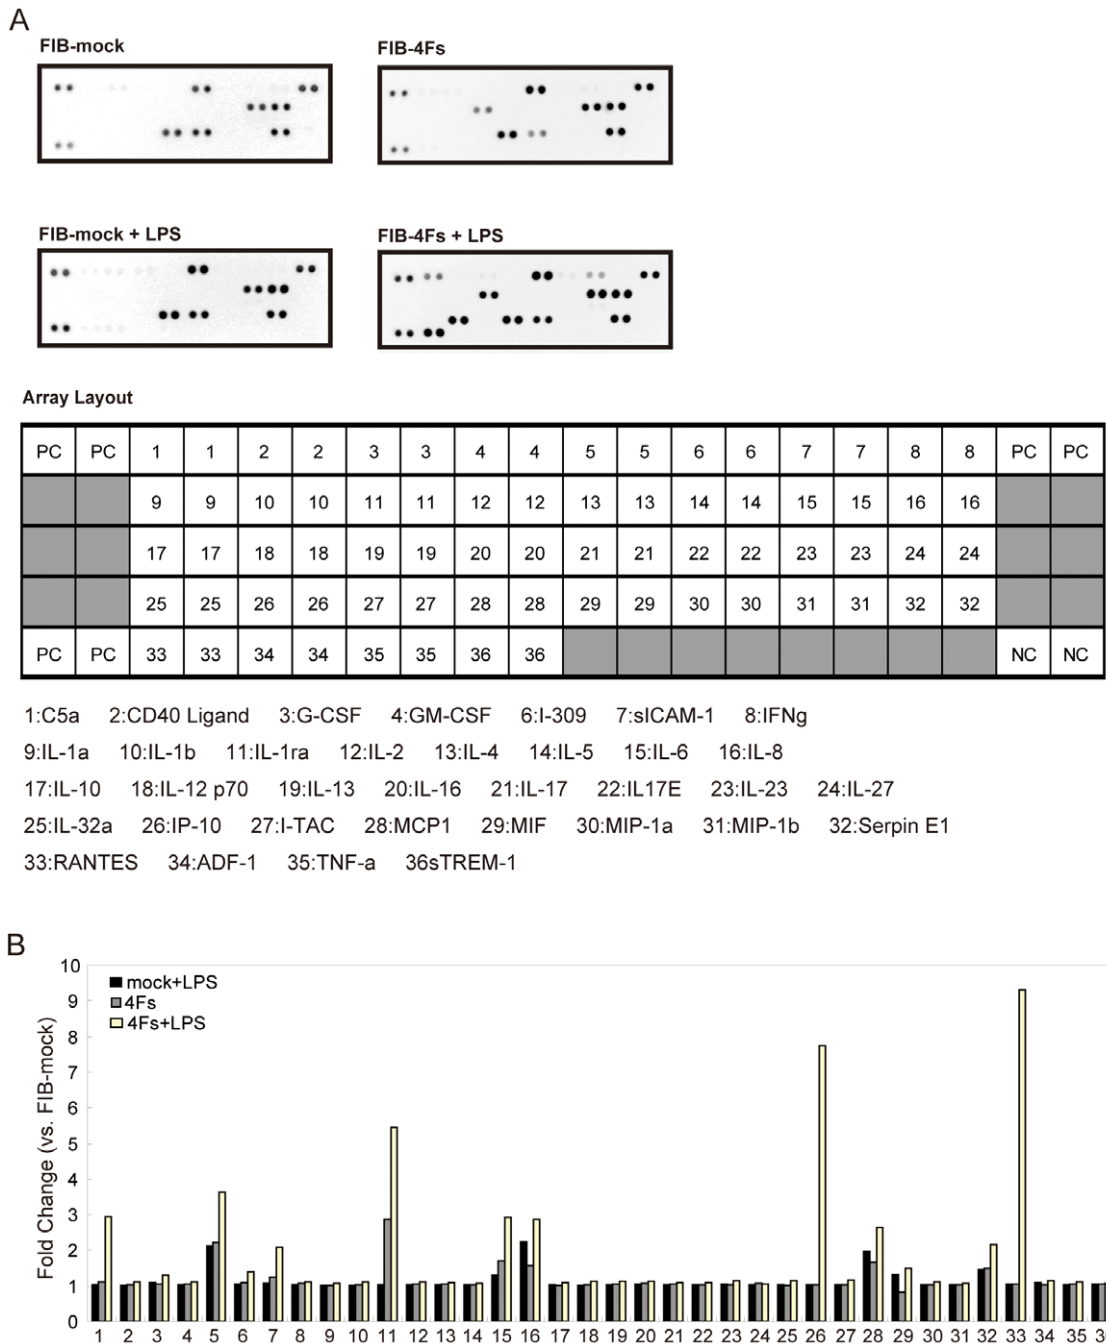 A
FIB-mock
FIB-4Fs
FIB-mock + LPS
FIB-4Fs + LPS
Array Layout
PC PC 1 1 2 2 3 3 4 4 5 5 6 6 7 7 8 8 PC PC
9 9 10 10 11 11 12 12 13 13 14 14 15 15 16 16
17 17 18 18 19 19 20 20 21 21 22 22 23 23 24 24
25 25 26 26 27 27 28 28 29 29 30 30 31 31 32 32
PC PC 33 33 34 34 35 35 36 36 NC NC
1:C5a 2:CD40 Ligand 3:G-CSF 4:GM-CSF 6:I-309 7:sICAM-1 8:IFNg
9:IL-1a 10:IL-1b 11:IL-1ra 12:IL-2 13:IL-4 14:IL-5 15:IL-6 16:IL-8
17:IL-10 18:IL-12 p70 19:IL-13 20:IL-16 21:IL-17 22:IL17E 23:IL-23 24:IL-27
25:IL-32a 26:IP-10 27:I-TAC 28:MCP1 29:MIF 30:MIP-1a 31:MIP-1b 32:Serpin E1
33:RANTES 34:ADF-1 35:TNF-a 36sTREM-1
B
Fold Change (vs. FIB-mock)
10
9
8
7
6
5
4
3
2
1
0
mock+LPS
4Fs
4Fs+LPS
1 2 3 4 5 6 7 8 9 10 11 12 13 14 15 16 17 18 19 20 21 22 23 24 25 26 27 28 29 30 31 32 33 34 35